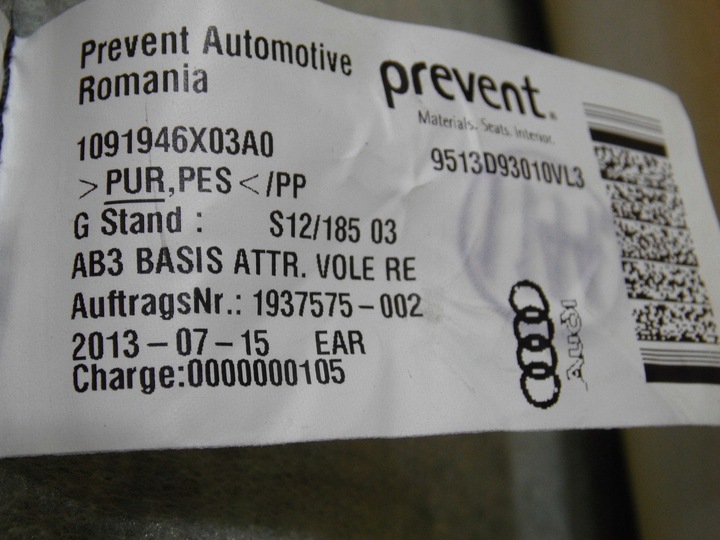 Prevent Automotive
Romania
prevent®
Materials. Seats. Interior.
1091946X03A0
9513D93010VL3
>PUR,PES</PP
G Stand : S12/185 03
AB3 BASIS ATTR. VOLE RE
AuftragsNr.: 1937575-002
2013-07-15 EAR
Charge:0000000105
Audi